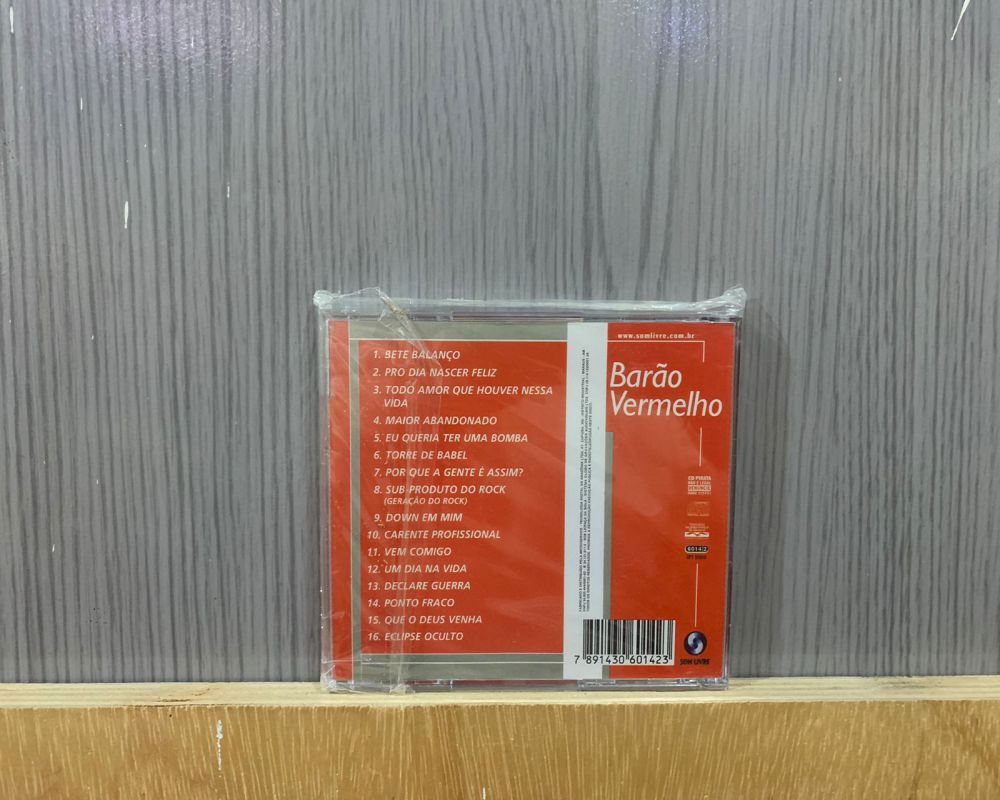 www.somlivre.com.br
Barão
Vermelho
1. BETE BALANÇO
2. PRO DIA NASCER FELIZ
3. TODO AMOR QUE HOUVER NESSA
VIDA
4. MAIOR ABANDONADO
5. EU QUERIA TER UMA BOMBA
6. TORRE DE BABEL
7. POR QUE A GENTE É ASSIM?
8. SUB-PRODUTO DO ROCK
(GERAÇÃO DO ROCK)
9. DOWN EM MIM
10. CARENTE PROFISSIONAL
11. VEM COMIGO
12. UM DIA NA VIDA
13. DECLARE GUERRA
14. PONTO FRACO
15. QUE O DEUS VENHA
16. ECLIPSE OCULTO
CD PIRATA
6014-2
SOM LIVRE
7 891430 601423